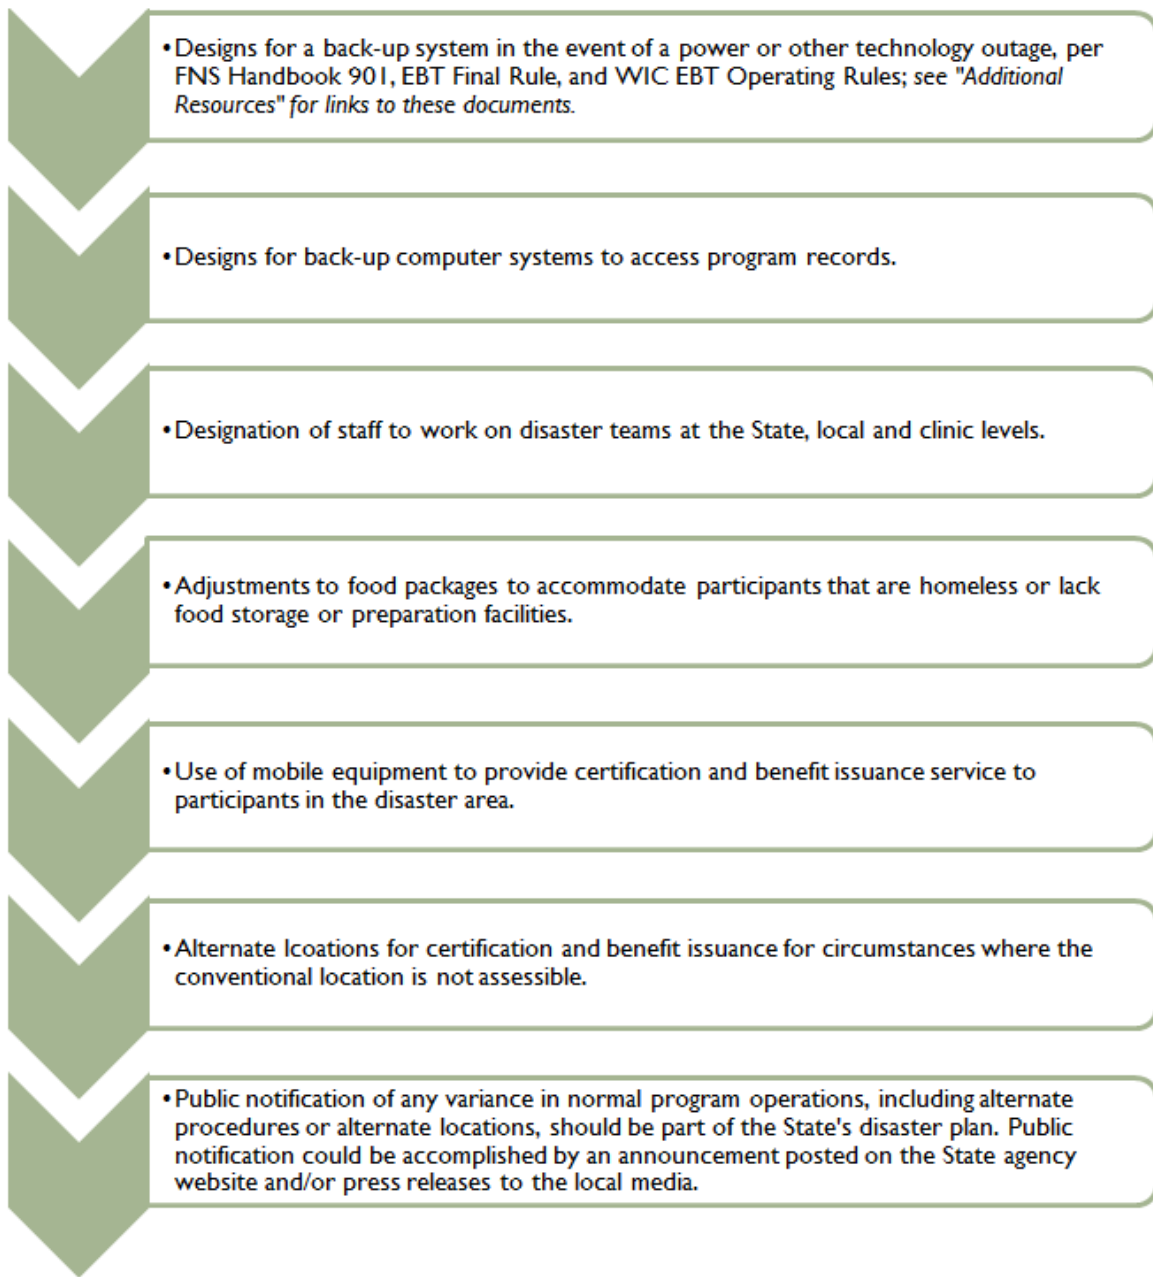 •Designs for a back-up system in the event of a power or other technology outage, per
FNS Handbook 901, EBT Final Rule, and WIC EBT Operating Rules; see "Additional
Resources" for links to these documents.
•Designs for back-up computer systems to access program records.
•Designation of staff to work on disaster teams at the State, local and clinic levels.
•Adjustments to food packages to accommodate participants that are homeless or lack
food storage or preparation facilities.
•Use of mobile equipment to provide certification and benefit issuance service to
participants in the disaster area.
•Alternate lcoations for certification and benefit issuance for circumstances where the
conventional location is not assessible.
•Public notification of any variance in normal program operations, including alternate
procedures or alternate locations, should be part of the State's disaster plan. Public
notification could be accomplished by an announcement posted on the State agency
website and/or press releases to the local media.